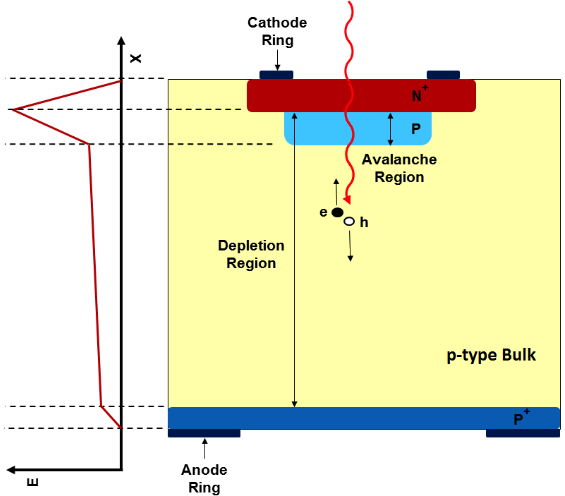 Cathode
Ring
X
N+
P
Avalanche
Region
e
h
Depletion
Region
p-type Bulk
P+
E
Anode
Ring